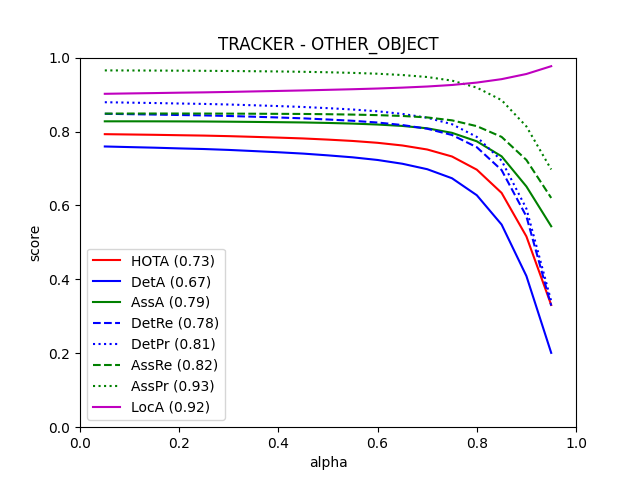 TRACKER - OTHER_OBJECT
1.0
0.8
0.6
0.4
0.2
0.0
score
HOTA (0.73)
DetA (0.67)
AssA (0.79)
DetRe (0.78)
DetPr (0.81)
AssRe (0.82)
AssPr (0.93)
LocA (0.92)
0.0 0.2 0.4 0.6 0.8 1.0
alpha